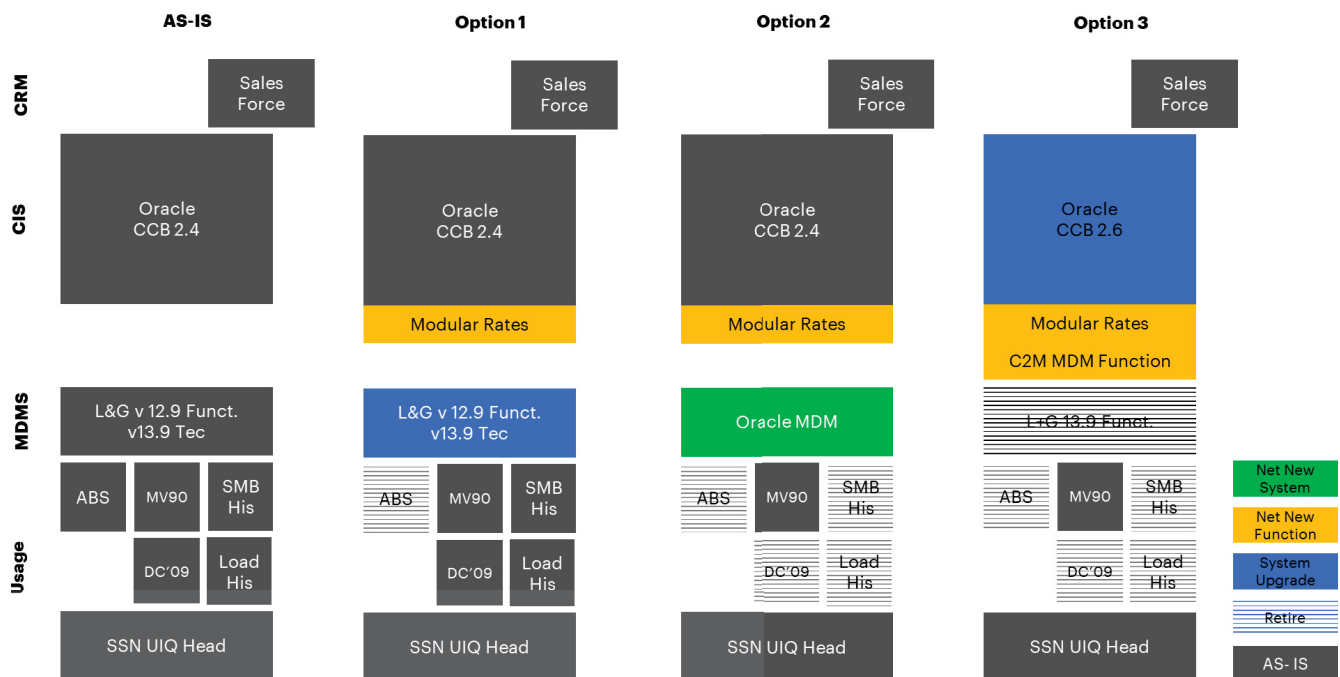 AS-IS
Option 1
Option 2
Option 3
CRM
Sales
Force
Sales
Force
Sales
Force
Sales
Force
CIS
Oracle
CCB 2.4
Oracle
CCB 2.4
Oracle
CCB 2.4
Oracle
CCB 2.6
Modular Rates
Modular Rates
Modular Rates
C2M MDM Function
MDMS
L&G v 12.9 Funct.
v13.9 Tec
L&G v 12.9 Funct.
v13.9 Tec
Oracle MDM
L+G 13.9 Funct.
Usage
ABS
MV90
SMB
His
ABS
MV90
SMB
His
ABS
MV90
SMB
His
ABS
MV90
SMB
His
DC'09
Load
His
DC'09
Load
His
DC'09
Load
His
DC'09
Load
His
SSN UIQ Head
SSN UIQ Head
SSN UIQ Head
SSN UIQ Head
Net New
System
Net New
Function
System
Upgrade
Retire
AS- IS